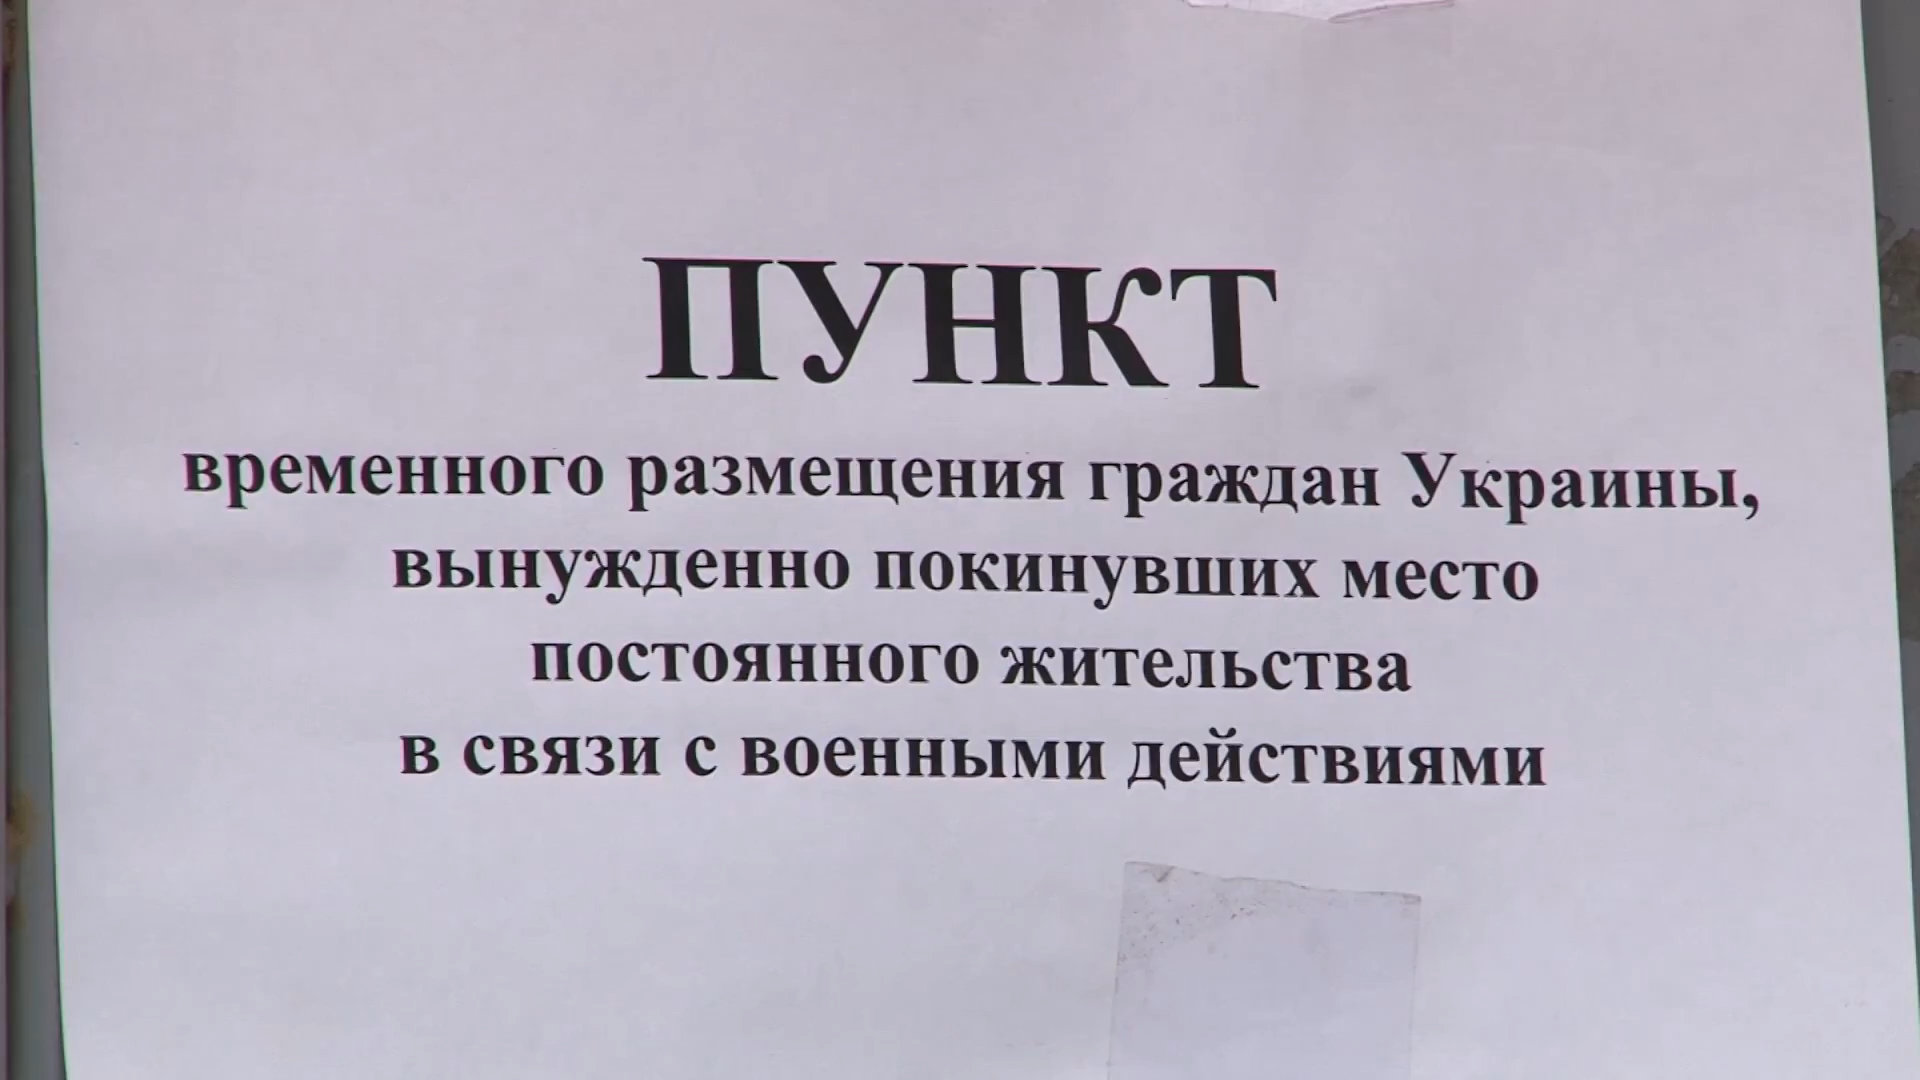 ПУНКТ
временного размещения граждан Украины,
вынужденно покинувших место
постоянного жительства
в связи с военными действиями